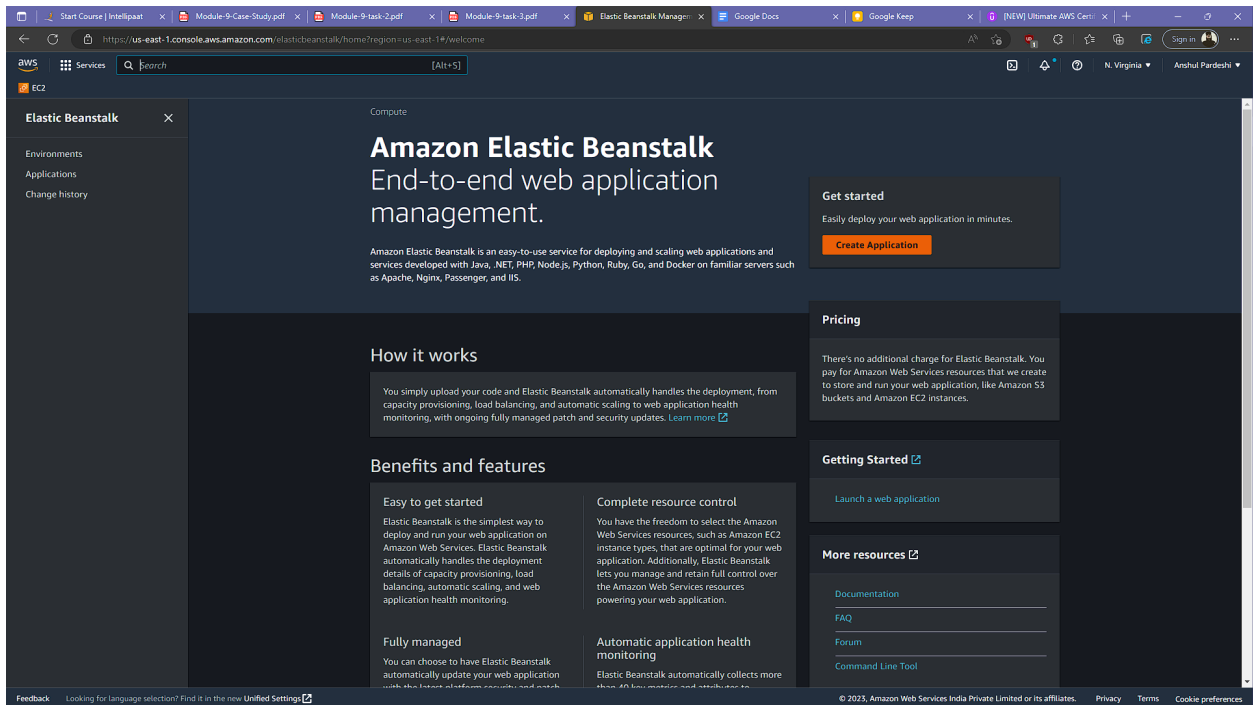 Start Course | Intellipaat
Module-9-Case-Study.pdf
Module-9-task-2.pdf
Module-9-task-3.pdf
Elastic Beanstalk Managem
Google Docs
Google Keep
[NEW] Ultimate AWS Certif
https://us-east-1.console.aws.amazon.com/elasticbeanstalk/home?region=us-east-1#/welcome
Sign in
aws
Services
Search
[Alt+S]
N. Virginia
Anshul Pardeshi
EC2
Elastic Beanstalk
Environments
Applications
Change history
Compute
Amazon Elastic Beanstalk
End-to-end web application
management.
Amazon Elastic Beanstalk is an easy-to-use service for deploying and scaling web applications and
services developed with Java, .NET, PHP, Node.js, Python, Ruby, Go, and Docker on familiar servers such
as Apache, Nginx, Passenger, and IIS.
Get started
Easily deploy your web application in minutes.
Create Application
Pricing
There's no additional charge for Elastic Beanstalk. You
pay for Amazon Web Services resources that we create
to store and run your web application, like Amazon S3
buckets and Amazon EC2 instances.
How it works
You simply upload your code and Elastic Beanstalk automatically handles the deployment, from
capacity provisioning, load balancing, and automatic scaling to web application health
monitoring, with ongoing fully managed patch and security updates. Learn more
Getting Started
Launch a web application
Benefits and features
Easy to get started
Elastic Beanstalk is the simplest way to
deploy and run your web application on
Amazon Web Services. Elastic Beanstalk
automatically handles the deployment
details of capacity provisioning, load
balancing, automatic scaling, and web
application health monitoring.
Complete resource control
You have the freedom to select the Amazon
Web Services resources, such as Amazon EC2
instance types, that are optimal for your web
application. Additionally, Elastic Beanstalk
lets you manage and retain full control over
the Amazon Web Services resources
powering your web application.
More resources
Documentation
FAQ
Forum
Command Line Tool
Fully managed
You can choose to have Elastic Beanstalk
automatically update your web application
with the latest platform security and patch
Automatic application health
monitoring
Elastic Beanstalk automatically collects more
than 40 key metrics and attributes to
Feedback
Looking for language selection? Find it in the new Unified Settings
© 2023, Amazon Web Services India Private Limited or its affiliates.
Privacy
Terms
Cookie preferences